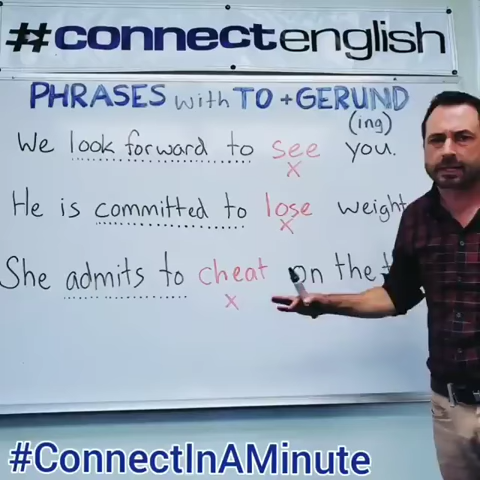 #connectenglish
PHRASES with TO + GERUND
(ing)
We look forward to see you.
x
He is committed to lose weight
x
She admits to cheat on the
x
#ConnectInAMinute